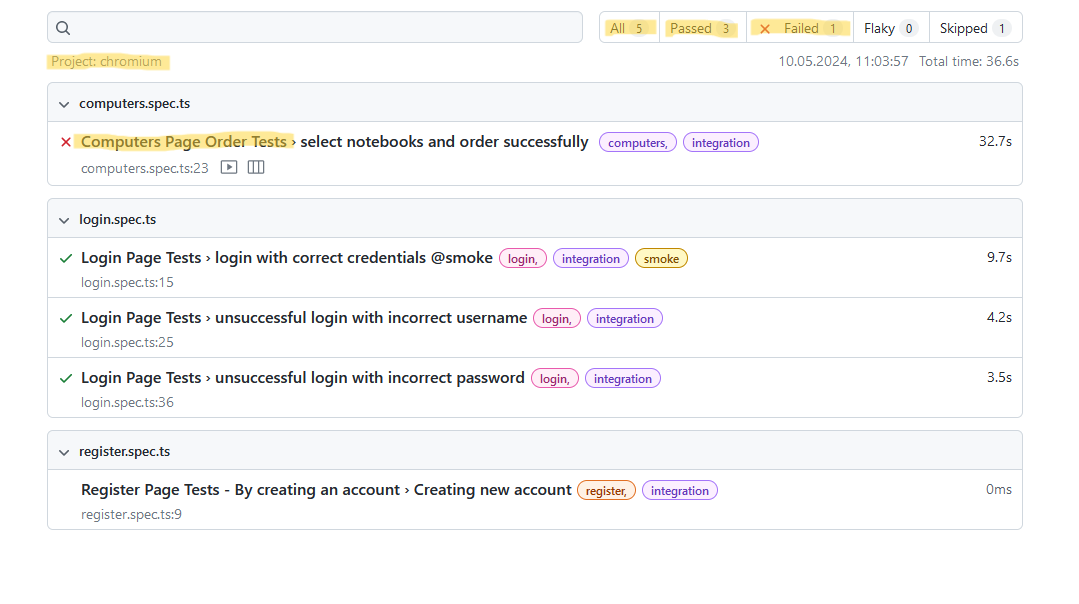 All 5 Passed 3 Failed 1 Flaky 0 Skipped 1
Project: chromium 10.05.2024, 11:03:57 Total time: 36.6s
computers.spec.ts
Computers Page Order Tests › select notebooks and order successfully computers, integration 32.7s
computers.spec.ts:23
login.spec.ts
Login Page Tests › login with correct credentials @smoke login, integration smoke 9.7s
login.spec.ts:15
Login Page Tests › unsuccessful login with incorrect username login, integration 4.2s
login.spec.ts:25
Login Page Tests › unsuccessful login with incorrect password login, integration 3.5s
login.spec.ts:36
register.spec.ts
Register Page Tests - By creating an account › Creating new account register, integration 0ms
register.spec.ts:9